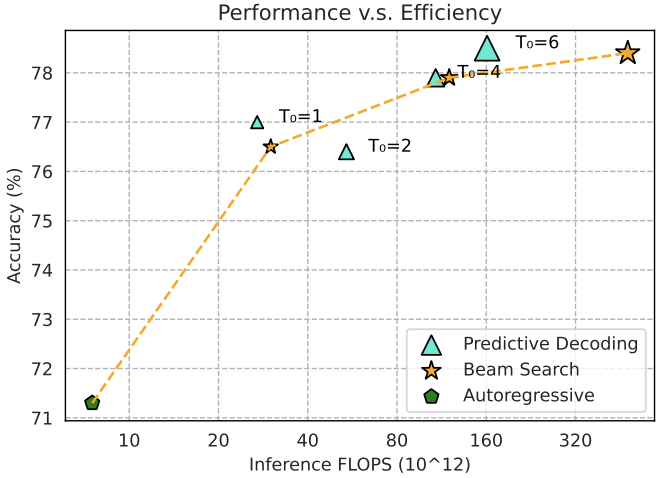 Performance v.s. Efficiency
Accuracy (%)
78
77
76
75
74
73
72
71
T₀=6
T₀=4
T₀=1
T₀=2
Predictive Decoding
Beam Search
Autoregressive
10 20 40 80 160 320
Inference FLOPS (10^12)